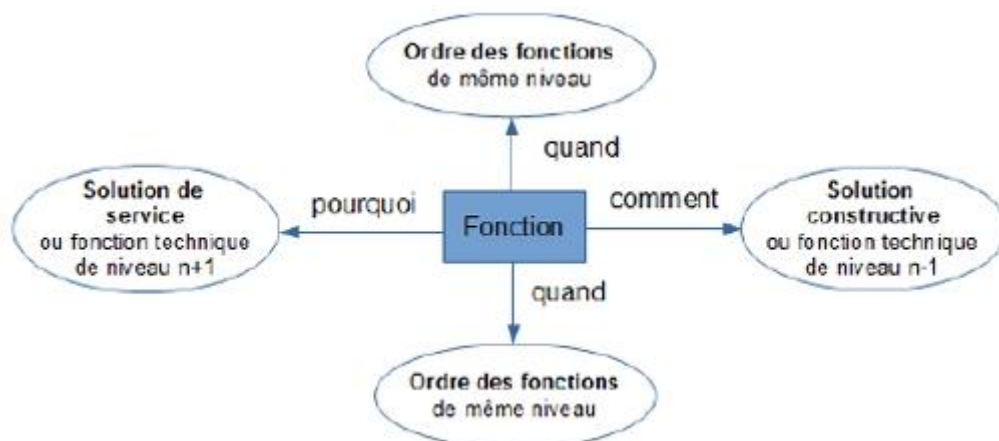 Ordre des fonctions
de même niveau
quand
Solution de
service
ou fonction technique
de niveau n+1
pourquoi
Fonction
comment
Solution
constructive
ou fonction technique
de niveau n-1
quand
Ordre des fonctions
de même niveau